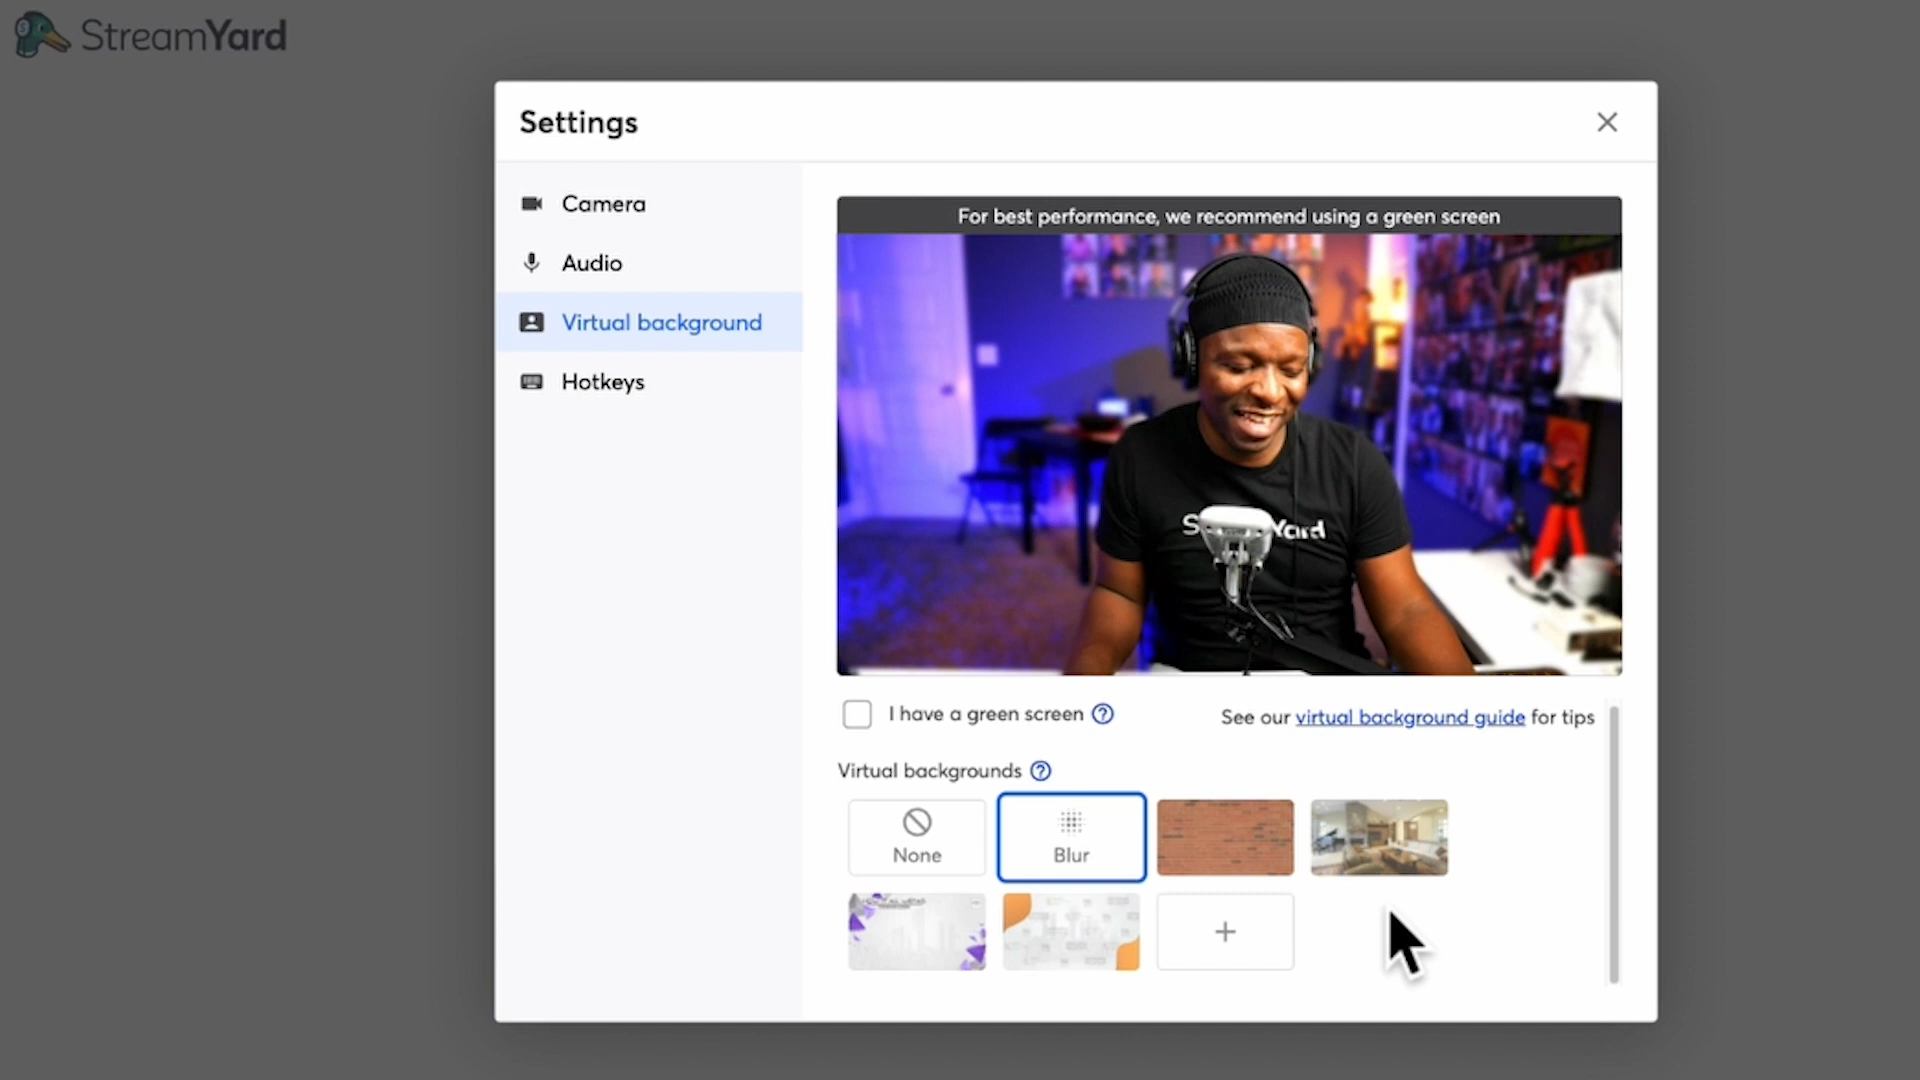 StreamYard
Settings
Camera
Audio
Virtual background
Hotkeys
For best performance, we recommend using a green screen
Yard
I have a green screen
See our virtual background guide for tips
Virtual backgrounds
None
Blur